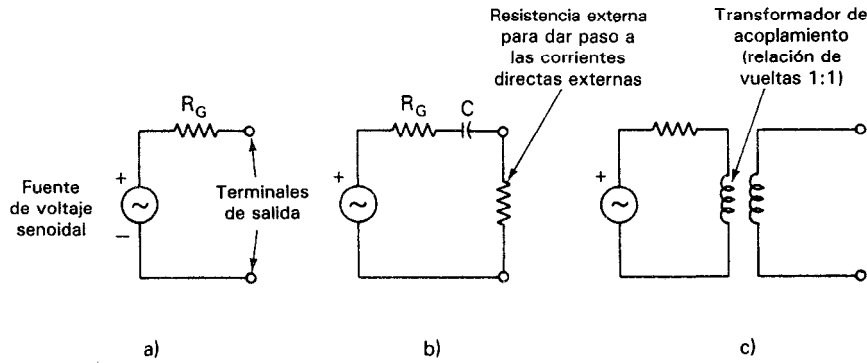 Resistencia externa
para dar paso a
las corrientes
directas externas
Transformador de
acoplamiento
(relación de
vueltas 1:1)
R_G
R_G
C
Fuente
de voltaje
senoidal
+
−
Terminales
de salida
+
+
a)
b)
c)